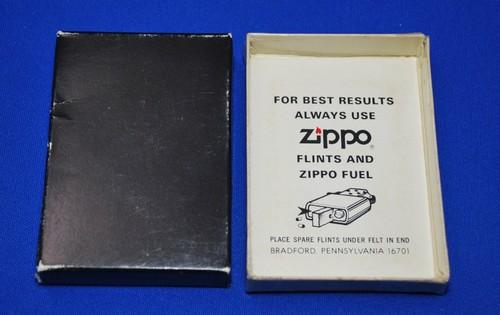 FOR BEST RESULTS
ALWAYS USE
Zippo®
FLINTS AND
ZIPPO FUEL
PLACE SPARE FLINTS UNDER FELT IN END
BRADFORD, PENNSYLVANIA 16701